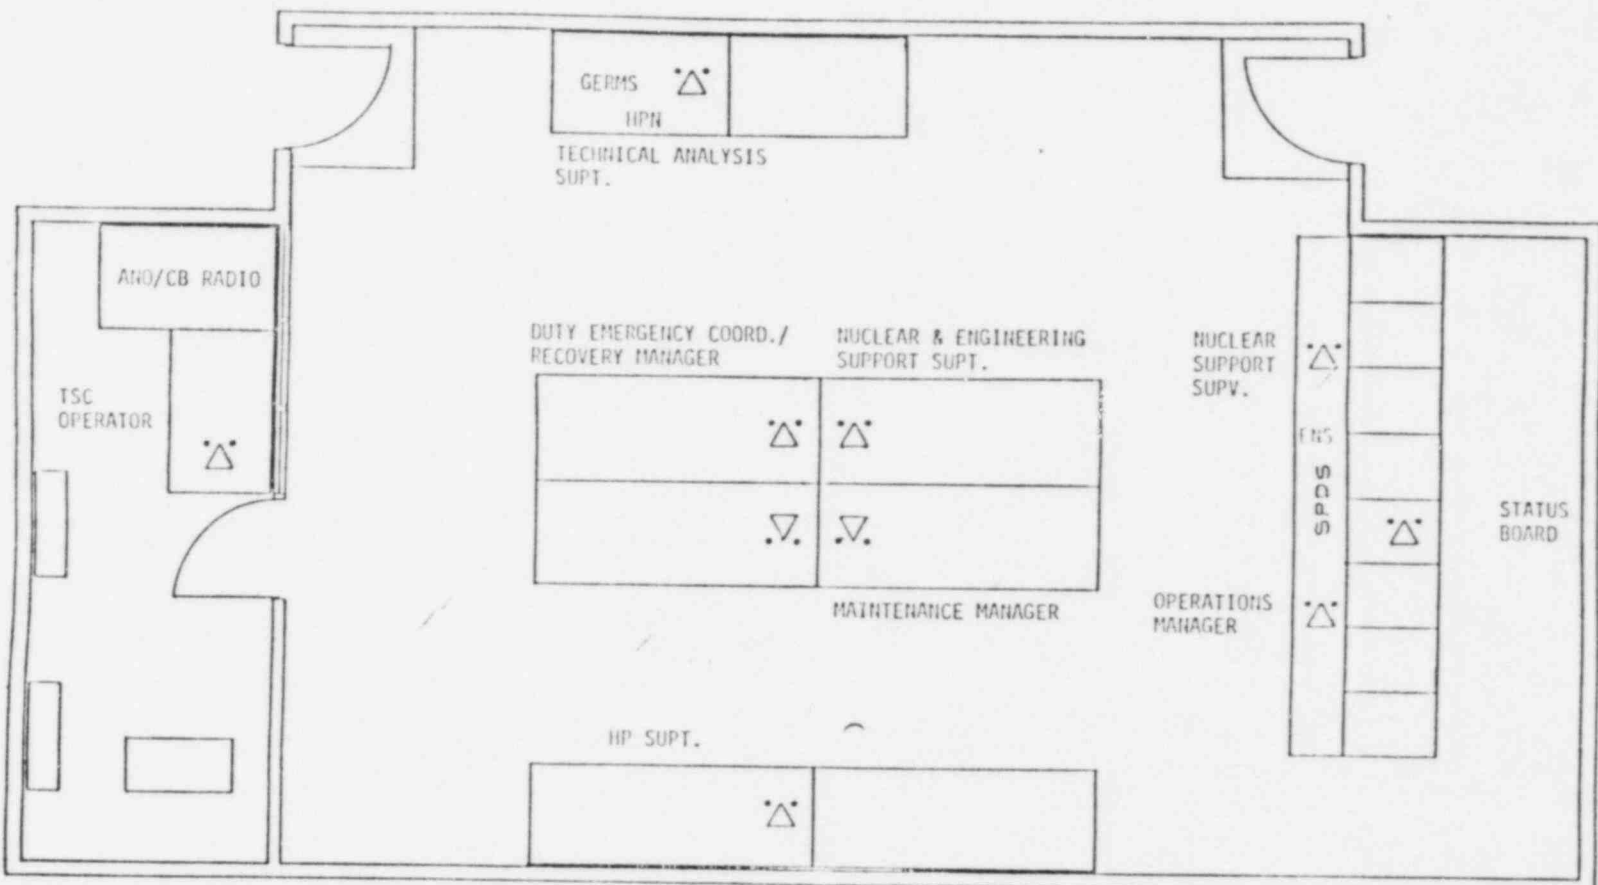 GERMS
HPN
TECHNICAL ANALYSIS
SUPT.
ANO/CB RADIO
TSC
OPERATOR
DUTY EMERGENCY COORD./
RECOVERY MANAGER
NUCLEAR & ENGINEERING
SUPPORT SUPT.
NUCLEAR
SUPPORT
SUPV.
ENS
SPDS
STATUS
BOARD
MAINTENANCE MANAGER
OPERATIONS
MANAGER
HP SUPT.